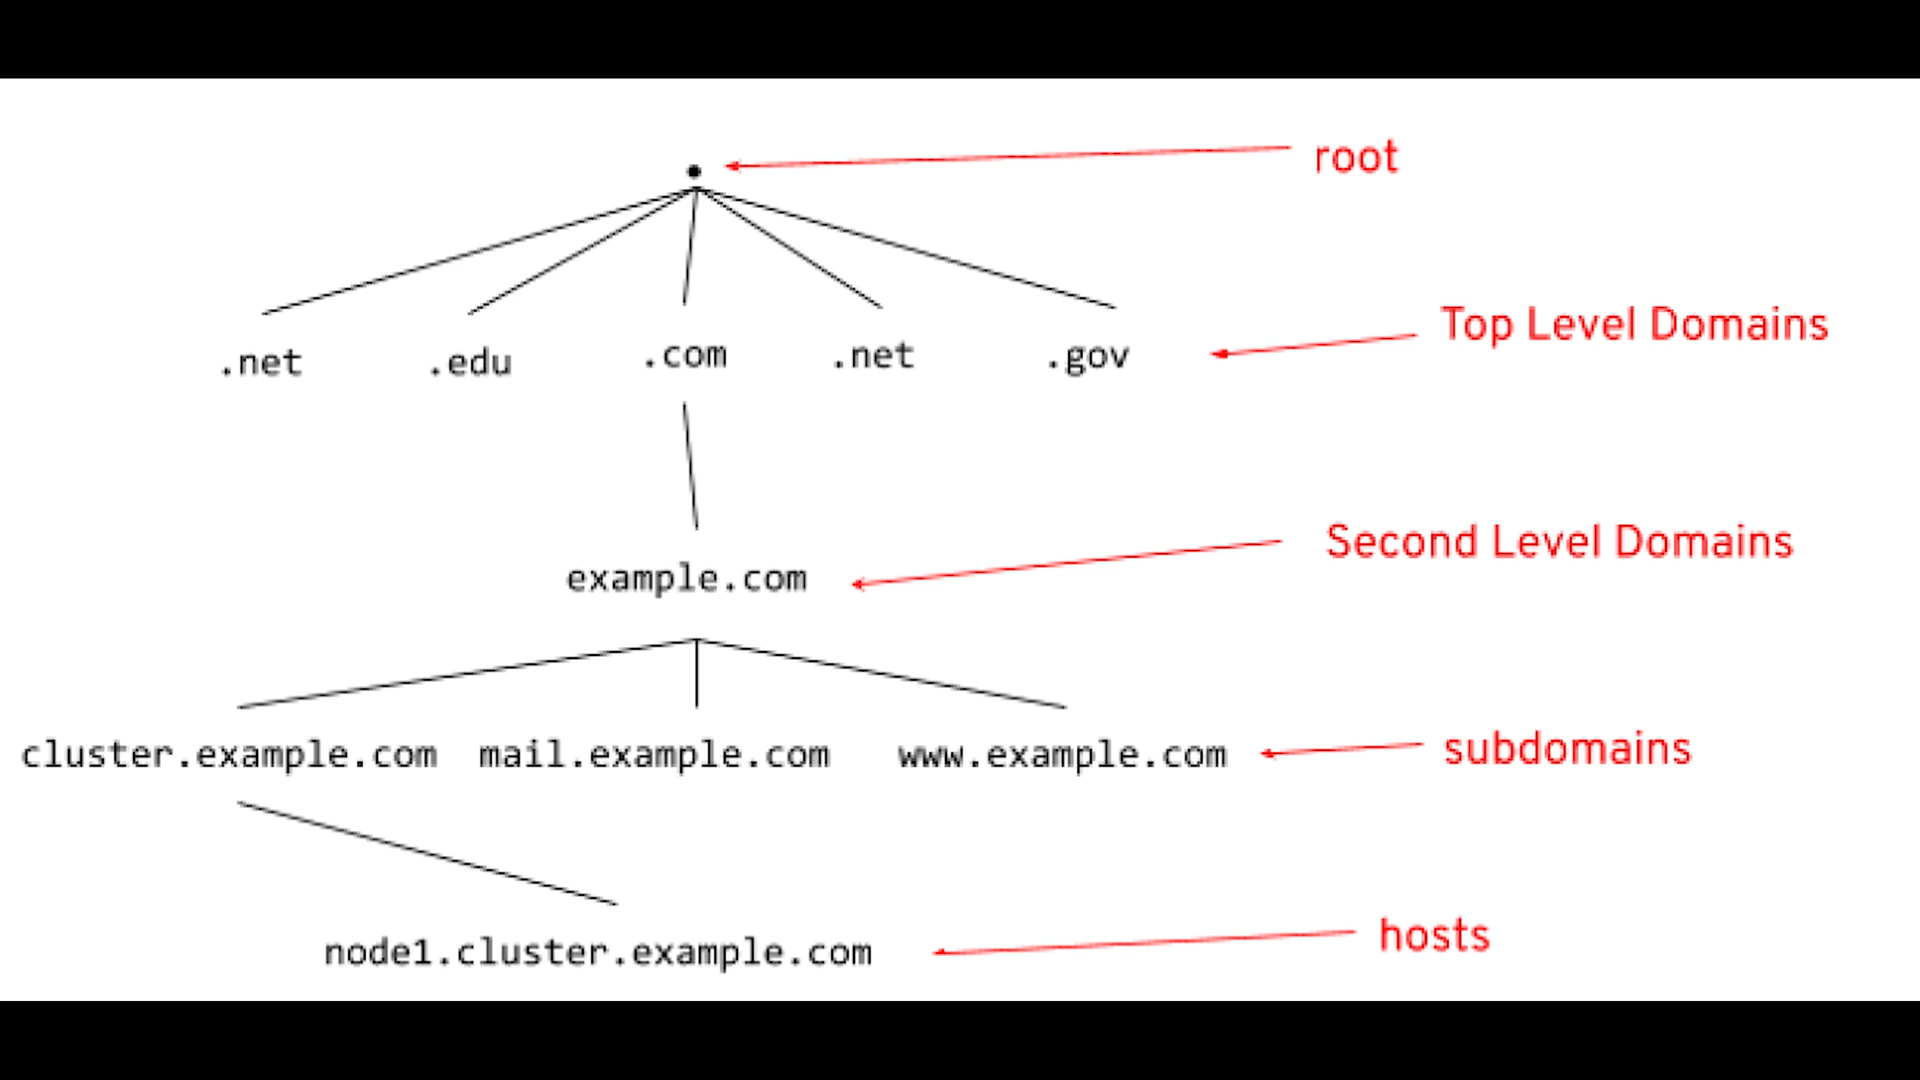 root
.net .edu .com .net .gov
Top Level Domains
example.com
Second Level Domains
cluster.example.com mail.example.com www.example.com
subdomains
node1.cluster.example.com
hosts